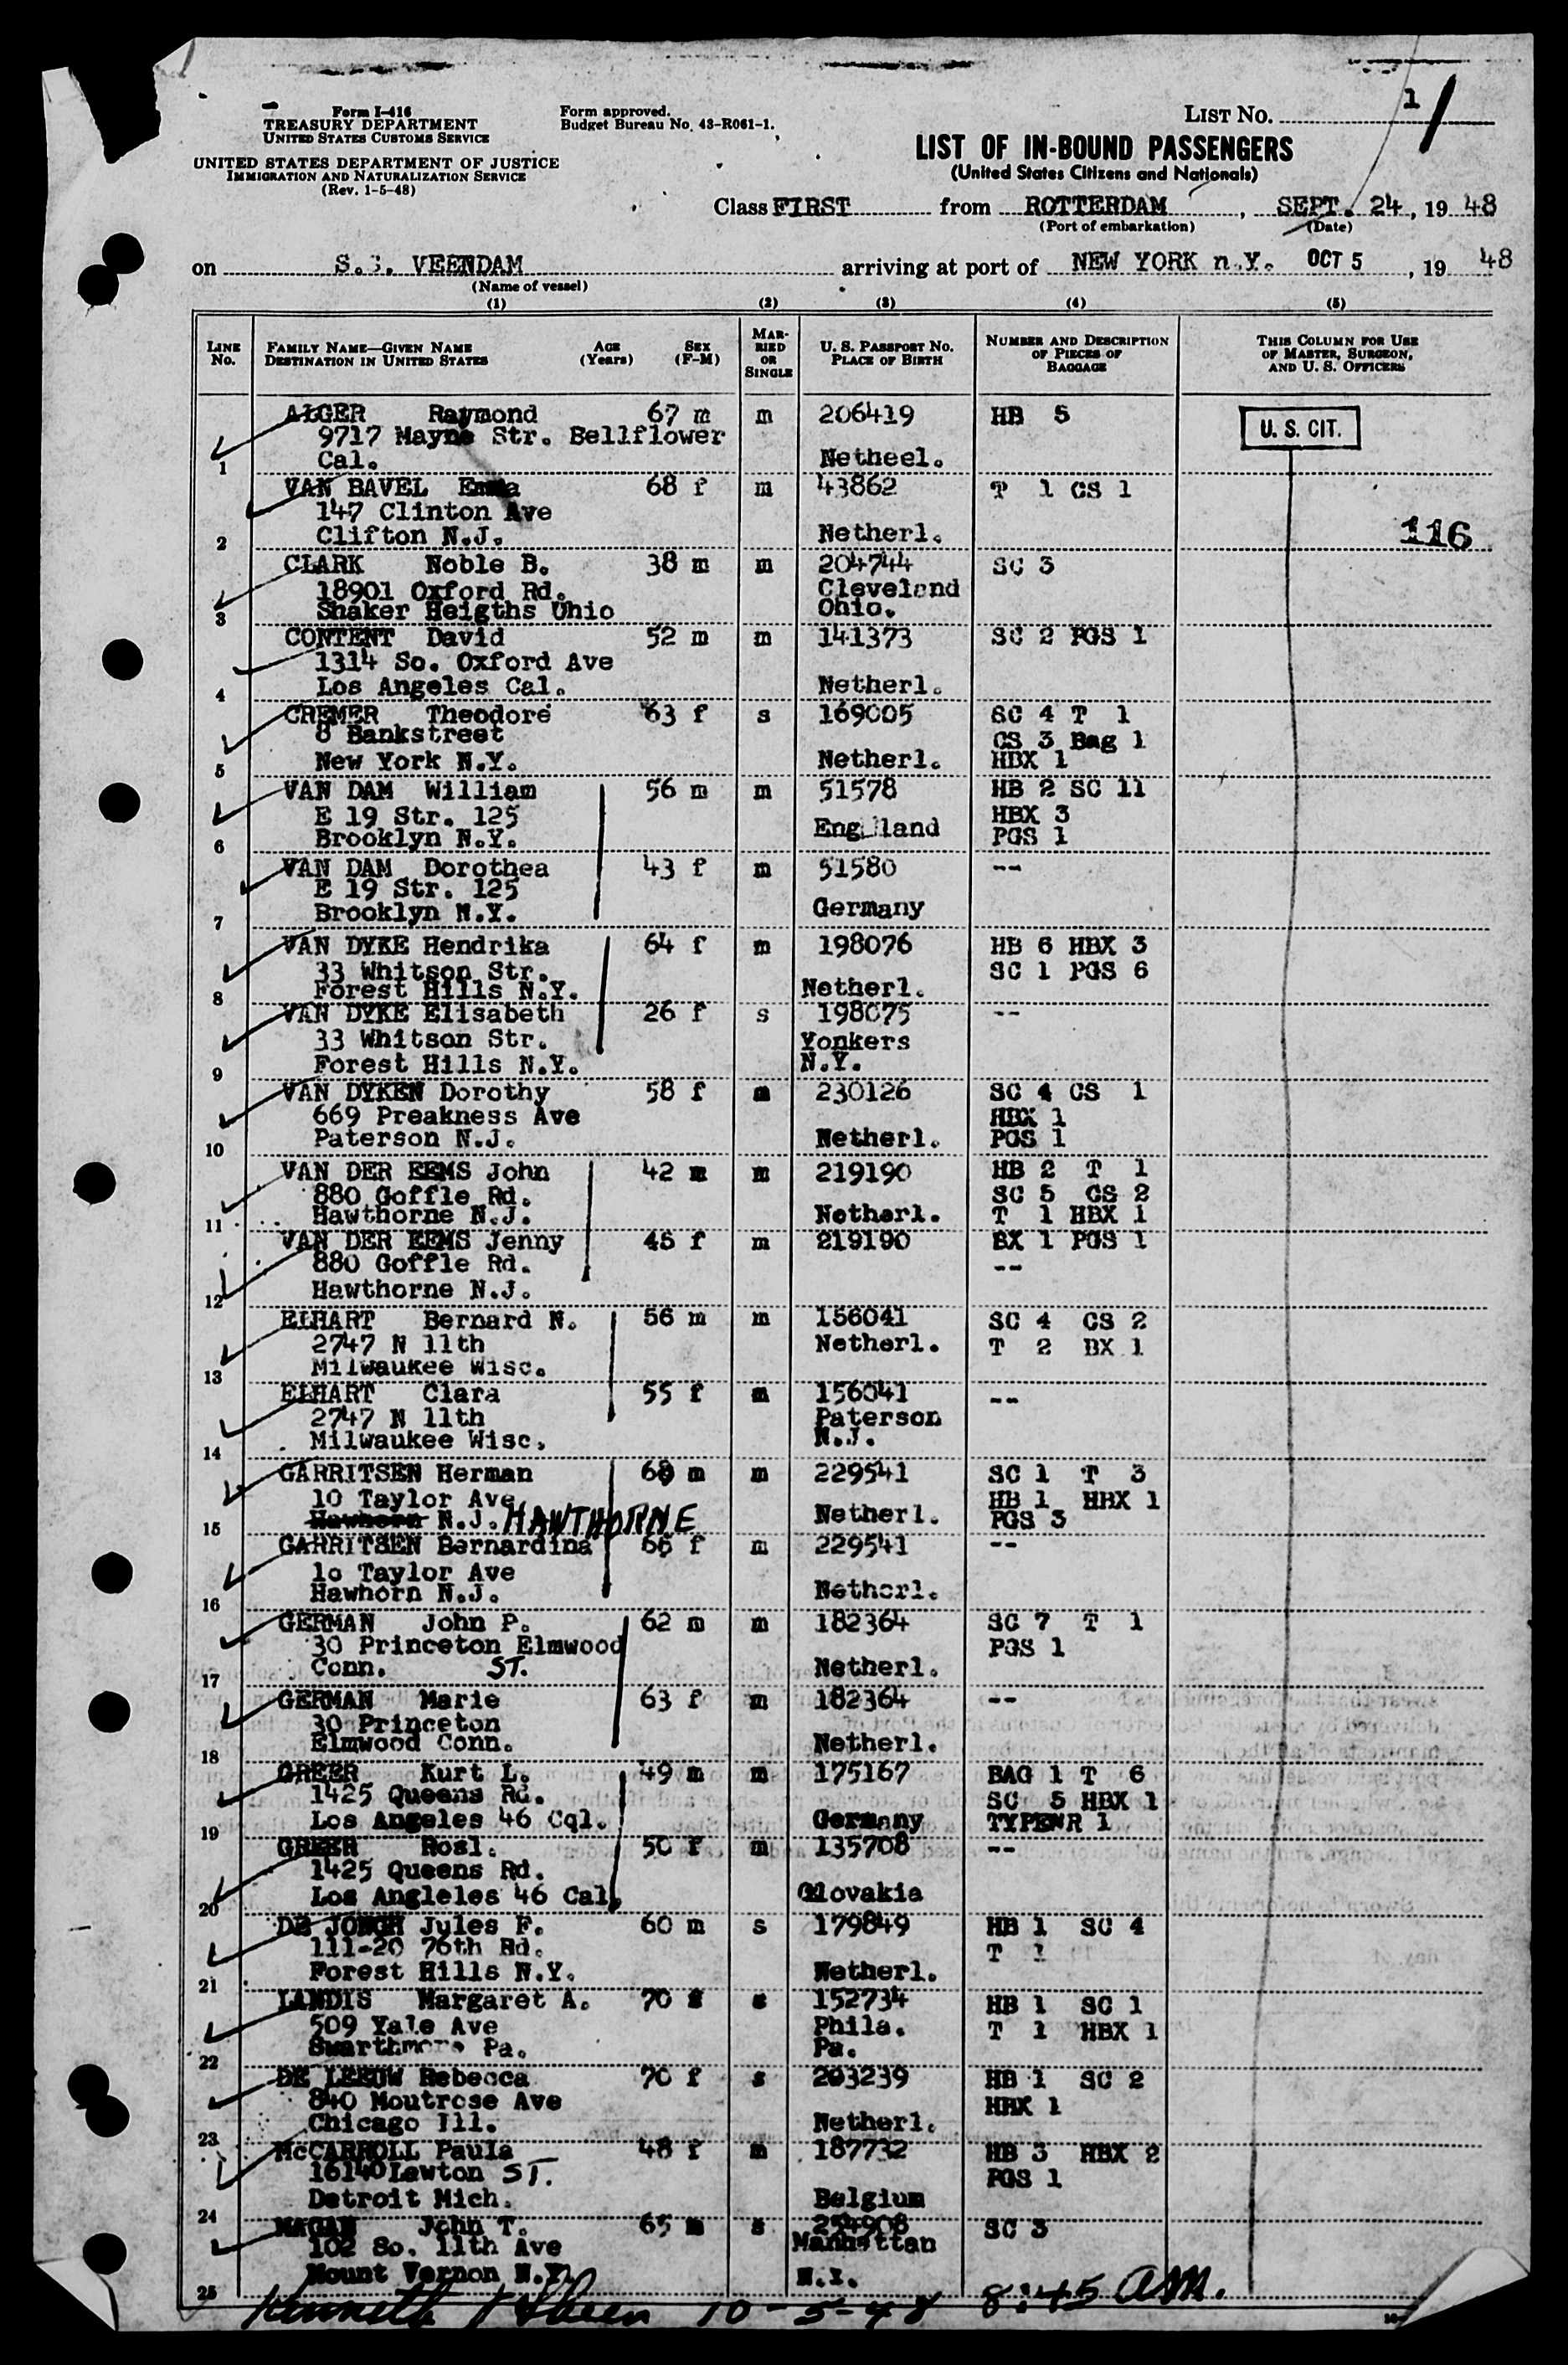 Form I-416
TREASURY DEPARTMENT
UNITED STATES CUSTOMS SERVICE
UNITED STATES DEPARTMENT OF JUSTICE
IMMIGRATION AND NATURALIZATION SERVICE
(Rev. 1-5-48)
Form approved.
Budget Bureau No. 43-R061-1.
LIST No. 1
LIST OF IN-BOUND PASSENGERS
(United States Citizens and Nationals)
Class FIRST from ROTTERDAM, SEPT. 24, 19 48
(Port of embarkation) (Date)
on S.S. VEENDAM arriving at port of NEW YORK n.Y. OCT 5, 19 48
(Name of vessel)
(1) (2) (3) (4) (5)
LINE No. FAMILY NAME—GIVEN NAME DESTINATION IN UNITED STATES AGE (Years) SEX (F-M) MARRIED OR SINGLE U. S. PASSPORT No. PLACE OF BIRTH NUMBER AND DESCRIPTION OF PIECES OF BAGGAGE THIS COLUMN FOR USE OF MASTER, SURGEON, AND U. S. OFFICERS
ALGER Raymond 67 m m 206419 HB 5 U. S. CIT.
9717 Mayne Str. Bellflower
1 Cal. Netheel.
VAN BAVEL Emma 68 f m 43862 T 1 CS 1
147 Clinton Ave
2 Clifton N.J. Netherl. 116
CLARK Noble B. 38 m m 204744 SC 3
18901 Oxford Rd. Cleveland
3 Shaker Heigths Ohio Ohio.
CONTENT David 52 m m 141373 SC 2 PGS 1
1314 So. Oxford Ave
4 Los Angeles Cal. Netherl.
CREMER Theodore 63 f s 169005 SC 4 T 1
8 Bankstreet CS 3 Bag 1
5 New York N.Y. Netherl. HBX 1
VAN DAM William 56 m m 51578 HB 2 SC 11
E 19 Str. 125 England HBX 3
6 Brooklyn N.Y. PGS 1
VAN DAM Dorothea 43 f m 51580 --
E 19 Str. 125
7 Brooklyn N.Y. Germany
VAN DYKE Hendrika 64 f m 198076 HB 6 HBX 3
33 Whitson Str. SC 1 PGS 6
8 Forest Hills N.Y. Netherl.
VAN DYKE Elisabeth 26 f s 198075 --
33 Whitson Str. Yonkers
9 Forest Hills N.Y. N.Y.
VAN DYKEN Dorothy 58 f m 230126 SC 4 CS 1
669 Preakness Ave HBX 1
10 Paterson N.J. Netherl. PGS 1
VAN DER EEMS John 42 m m 219190 HB 2 T 1
880 Goffle Rd. SC 5 CS 2
11 Hawthorne N.J. Netherl. T 1 HBX 1
VAN DER EEMS Jenny 45 f m 219190 BX 1 PGS 1
880 Goffle Rd. --
12 Hawthorne N.J.
ELHART Bernard N. 56 m m 156041 SC 4 CS 2
2747 N 11th Netherl. T 2 BX 1
13 Milwaukee Wisc.
ELHART Clara 55 f m 156041 --
2747 N 11th Paterson
14 Milwaukee Wisc. N.J.
GARRITSEN Herman 68 m m 229541 SC 1 T 3
10 Taylor Ave HB 1 HBX 1
15 Hawhorn N.J. HAWTHORNE Netherl. PGS 3
GARRITSEN Bernardina 66 f m 229541 --
1o Taylor Ave
16 Hawhorn N.J. Netherl.
GERMAN John P. 62 m m 182364 SC 7 T 1
30 Princeton Elmwood PGS 1
17 Conn. ST. Netherl.
GERMAN Marie 63 f m 182364 --
30 Princeton
18 Elmwood Conn. Netherl.
GREER Kurt L. 49 m m 175167 BAG 1 T 6
1425 Queens Rd. SC 5 HBX 1
19 Los Angeles 46 Cql. Germany TYPEWR 1
GREER Rosl. 50 f m 135708 --
1425 Queens Rd.
20 Los Angleles 46 Cal. Slovakia
DE JONGH Jyles F. 60 m s 179849 HB 1 SC 4
111-20 76th Rd. T 1
21 Forest Hills N.Y. Netherl.
LANDIS Margaret A. 70 f s 152734 HB 1 SC 1
509 Yale Ave Phila. T 1 HBX 1
22 Swarthmore Pa. Pa.
DE LEEUW Rebecca 70 f s 203239 HB 1 SC 2
840 Moutrose Ave HBX 1
23 Chicago Ill. Netherl.
McCARROLL Paula 48 f m 187732 HB 3 HBX 2
16140 Lawton ST. PGS 1
24 Detroit Mich. Belgium
MAGAN John T. 65 m s 254908 SC 3
102 So. 11th Ave Manhattan
25 Mount Vernon N.Y. N.Y.
Kenneth 10-5-48 8:45 AM.